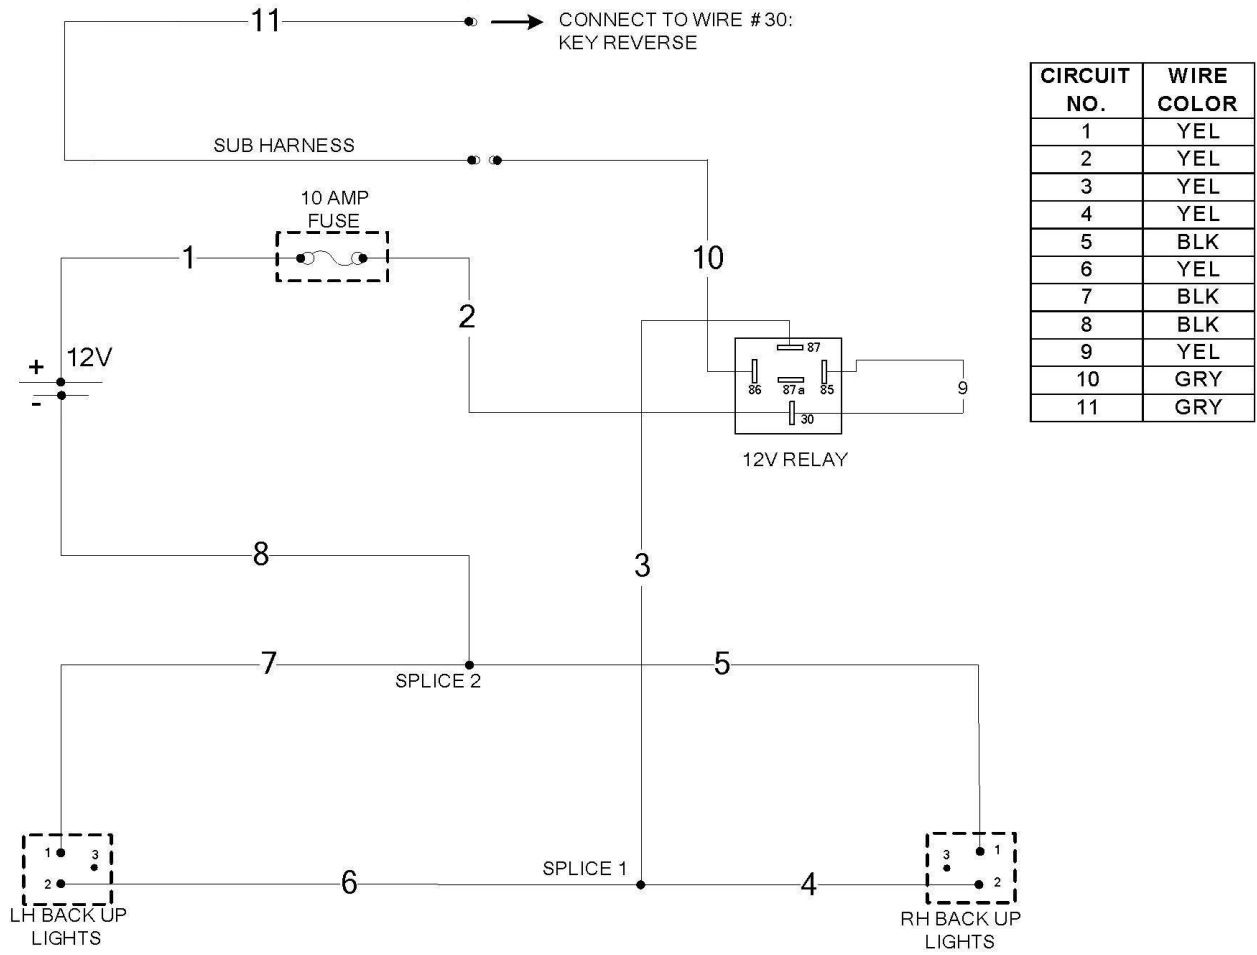 11
CONNECT TO WIRE #30:
KEY REVERSE
SUB HARNESS
10 AMP
FUSE
1
10
2
+
12V
-
87
86
87a
85
30
9
12V RELAY
8
3
7
5
SPLICE 2
1
3
2
LH BACK UP
LIGHTS
6
SPLICE 1
4
3
1
2
RH BACK UP
LIGHTS
CIRCUIT NO. WIRE COLOR
1 YEL
2 YEL
3 YEL
4 YEL
5 BLK
6 YEL
7 BLK
8 BLK
9 YEL
10 GRY
11 GRY